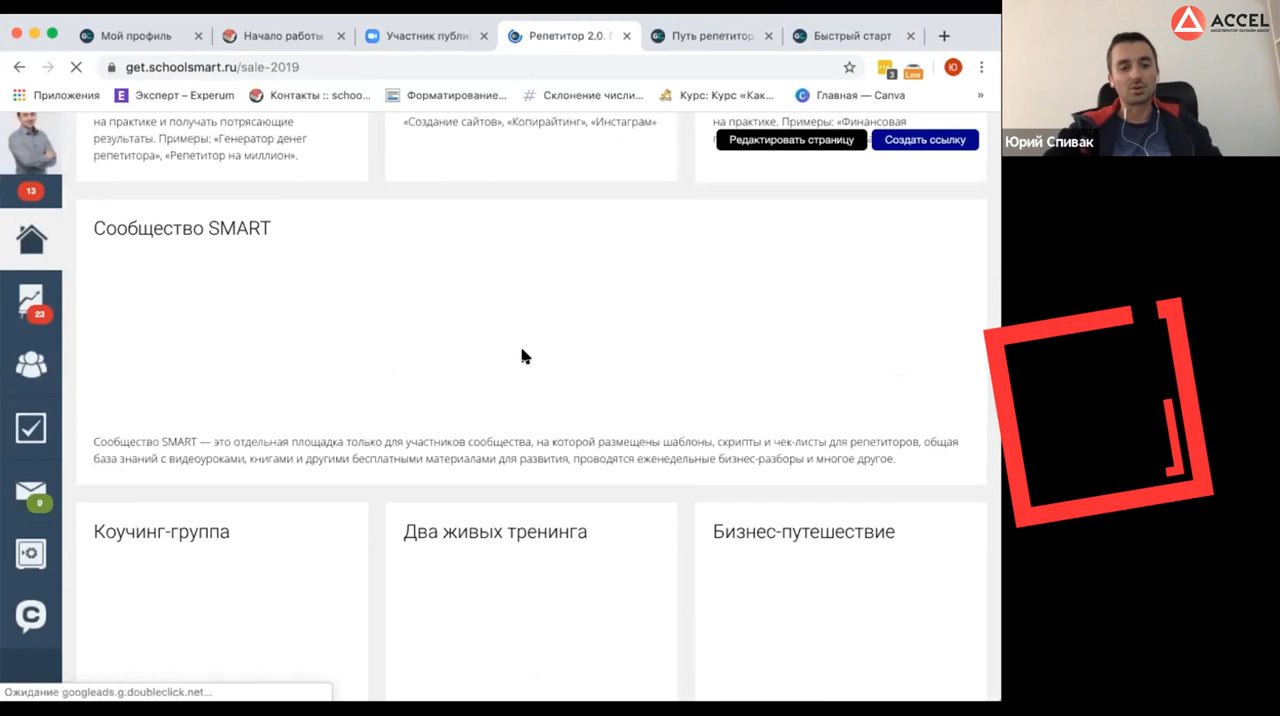 Мой профиль
Начало работы
Участник публи
Репетитор 2.0.
Путь репетитор
Быстрый старт
get.schoolsmart.ru/sale-2019
3
Low
Ю
Приложения
Эксперт – Experum
Контакты :: schoo...
Форматирование...
Склонение числи...
Курс: Курс «Как...
Главная — Canva
»
ACCEL
Юрий Спивак
на практике и получать потрясающие
результаты. Примеры: «Генератор денег
репетитора», «Репетитор на миллион».
«Создание сайтов», «Копирайтинг», «Инстаграм»
на практике. Примеры: «Финансовая
Редактировать страницу
Создать ссылку
13
23
9
Сообщество SMART
Сообщество SMART — это отдельная площадка только для участников сообщества, на которой размещены шаблоны, скрипты и чек-листы для репетиторов, общая
база знаний с видеоуроками, книгами и другими бесплатными материалами для развития, проводятся еженедельные бизнес-разборы и многое другое.
Коучинг-группа
Два живых тренинга
Бизнес-путешествие
Ожидание googleads.g.doubleclick.net...